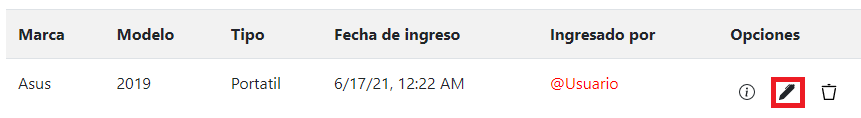 Marca Modelo Tipo Fecha de ingreso Ingresado por Opciones
Asus 2019 Portatil 6/17/21, 12:22 AM @Usuario